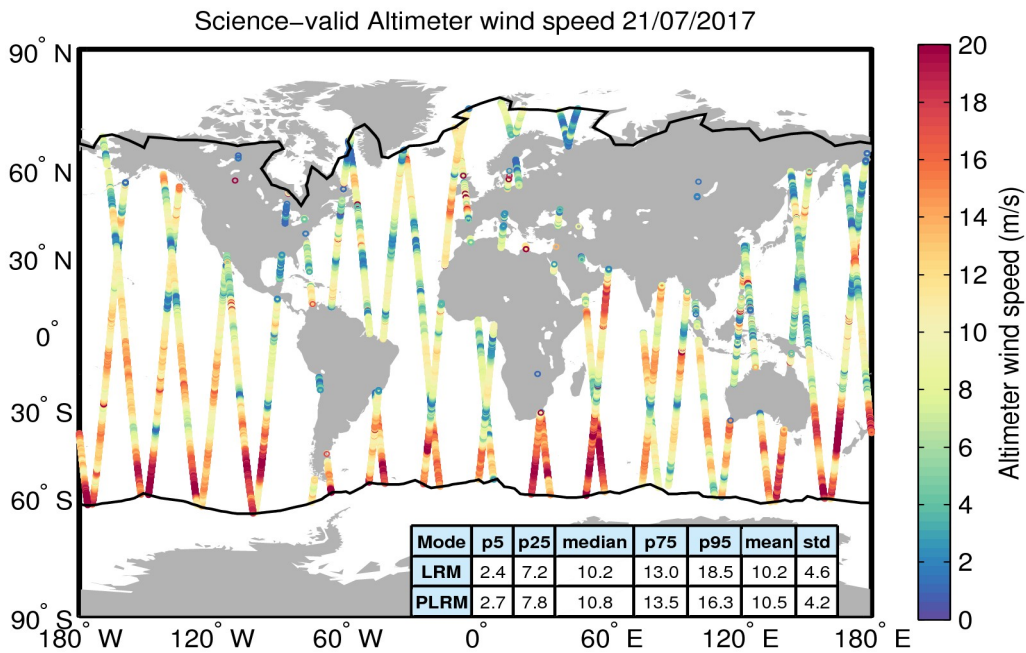 Science−valid Altimeter wind speed 21/07/2017
90° N
60° N
30° N
0°
30° S
60° S
90° S
180° W
120° W
60° W
0°
60° E
120° E
180° E
Mode p5 p25 median p75 p95 mean std
LRM 2.4 7.2 10.2 13.0 18.5 10.2 4.6
PLRM 2.7 7.8 10.8 13.5 16.3 10.5 4.2
20
18
16
14
12
10
8
6
4
2
0
Altimeter wind speed (m/s)